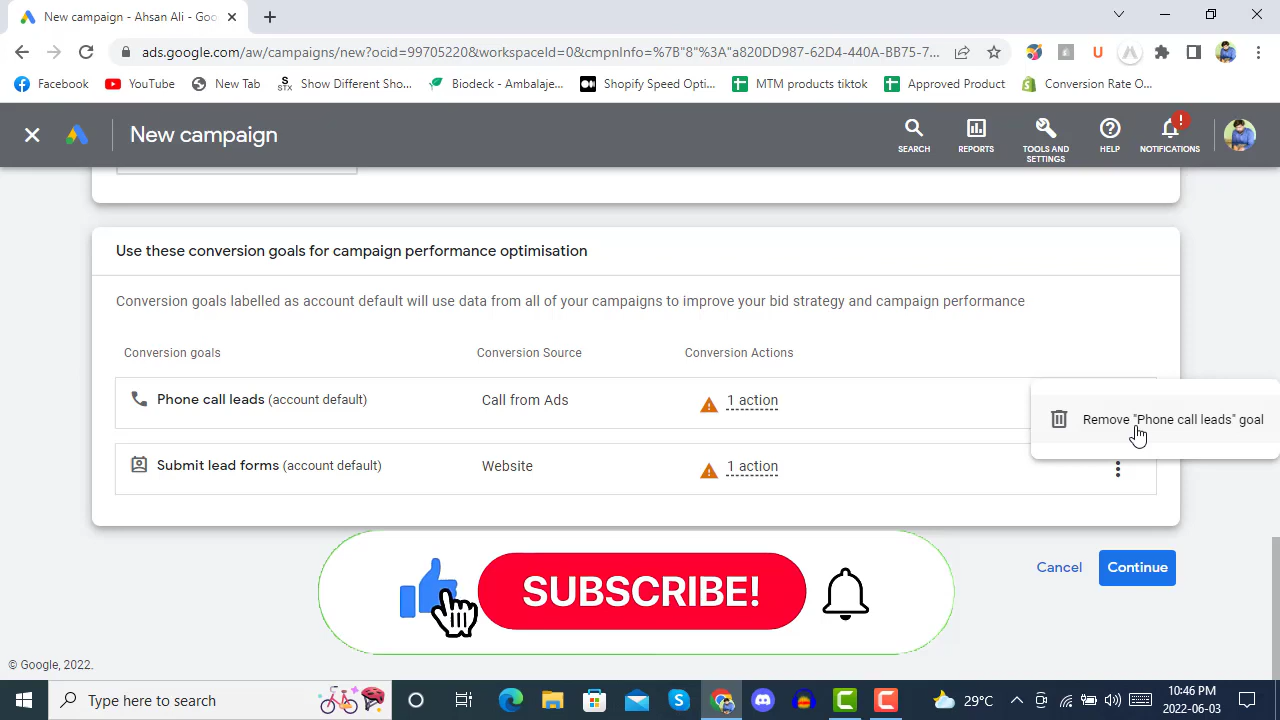 New campaign - Ahsan Ali - Goo
ads.google.com/aw/campaigns/new?ocid=99705220&workspaceId=0&cmpnInfo=%7B"8"%3A"a820DD987-62D4-440A-BB75-7...
Facebook
YouTube
New Tab
STX
Show Different Sho...
Biodeck - Ambalaje...
Shopify Speed Opti...
MTM products tiktok
Approved Product
Conversion Rate O...
New campaign
SEARCH
REPORTS
TOOLS AND
SETTINGS
HELP
NOTIFICATIONS
Use these conversion goals for campaign performance optimisation
Conversion goals labelled as account default will use data from all of your campaigns to improve your bid strategy and campaign performance
Conversion goals
Conversion Source
Conversion Actions
Phone call leads (account default)
Call from Ads
1 action
Remove "Phone call leads" goal
Submit lead forms (account default)
Website
1 action
SUBSCRIBE!
Cancel
Continue
© Google, 2022.
Type here to search
29°C
10:46 PM
2022-06-03